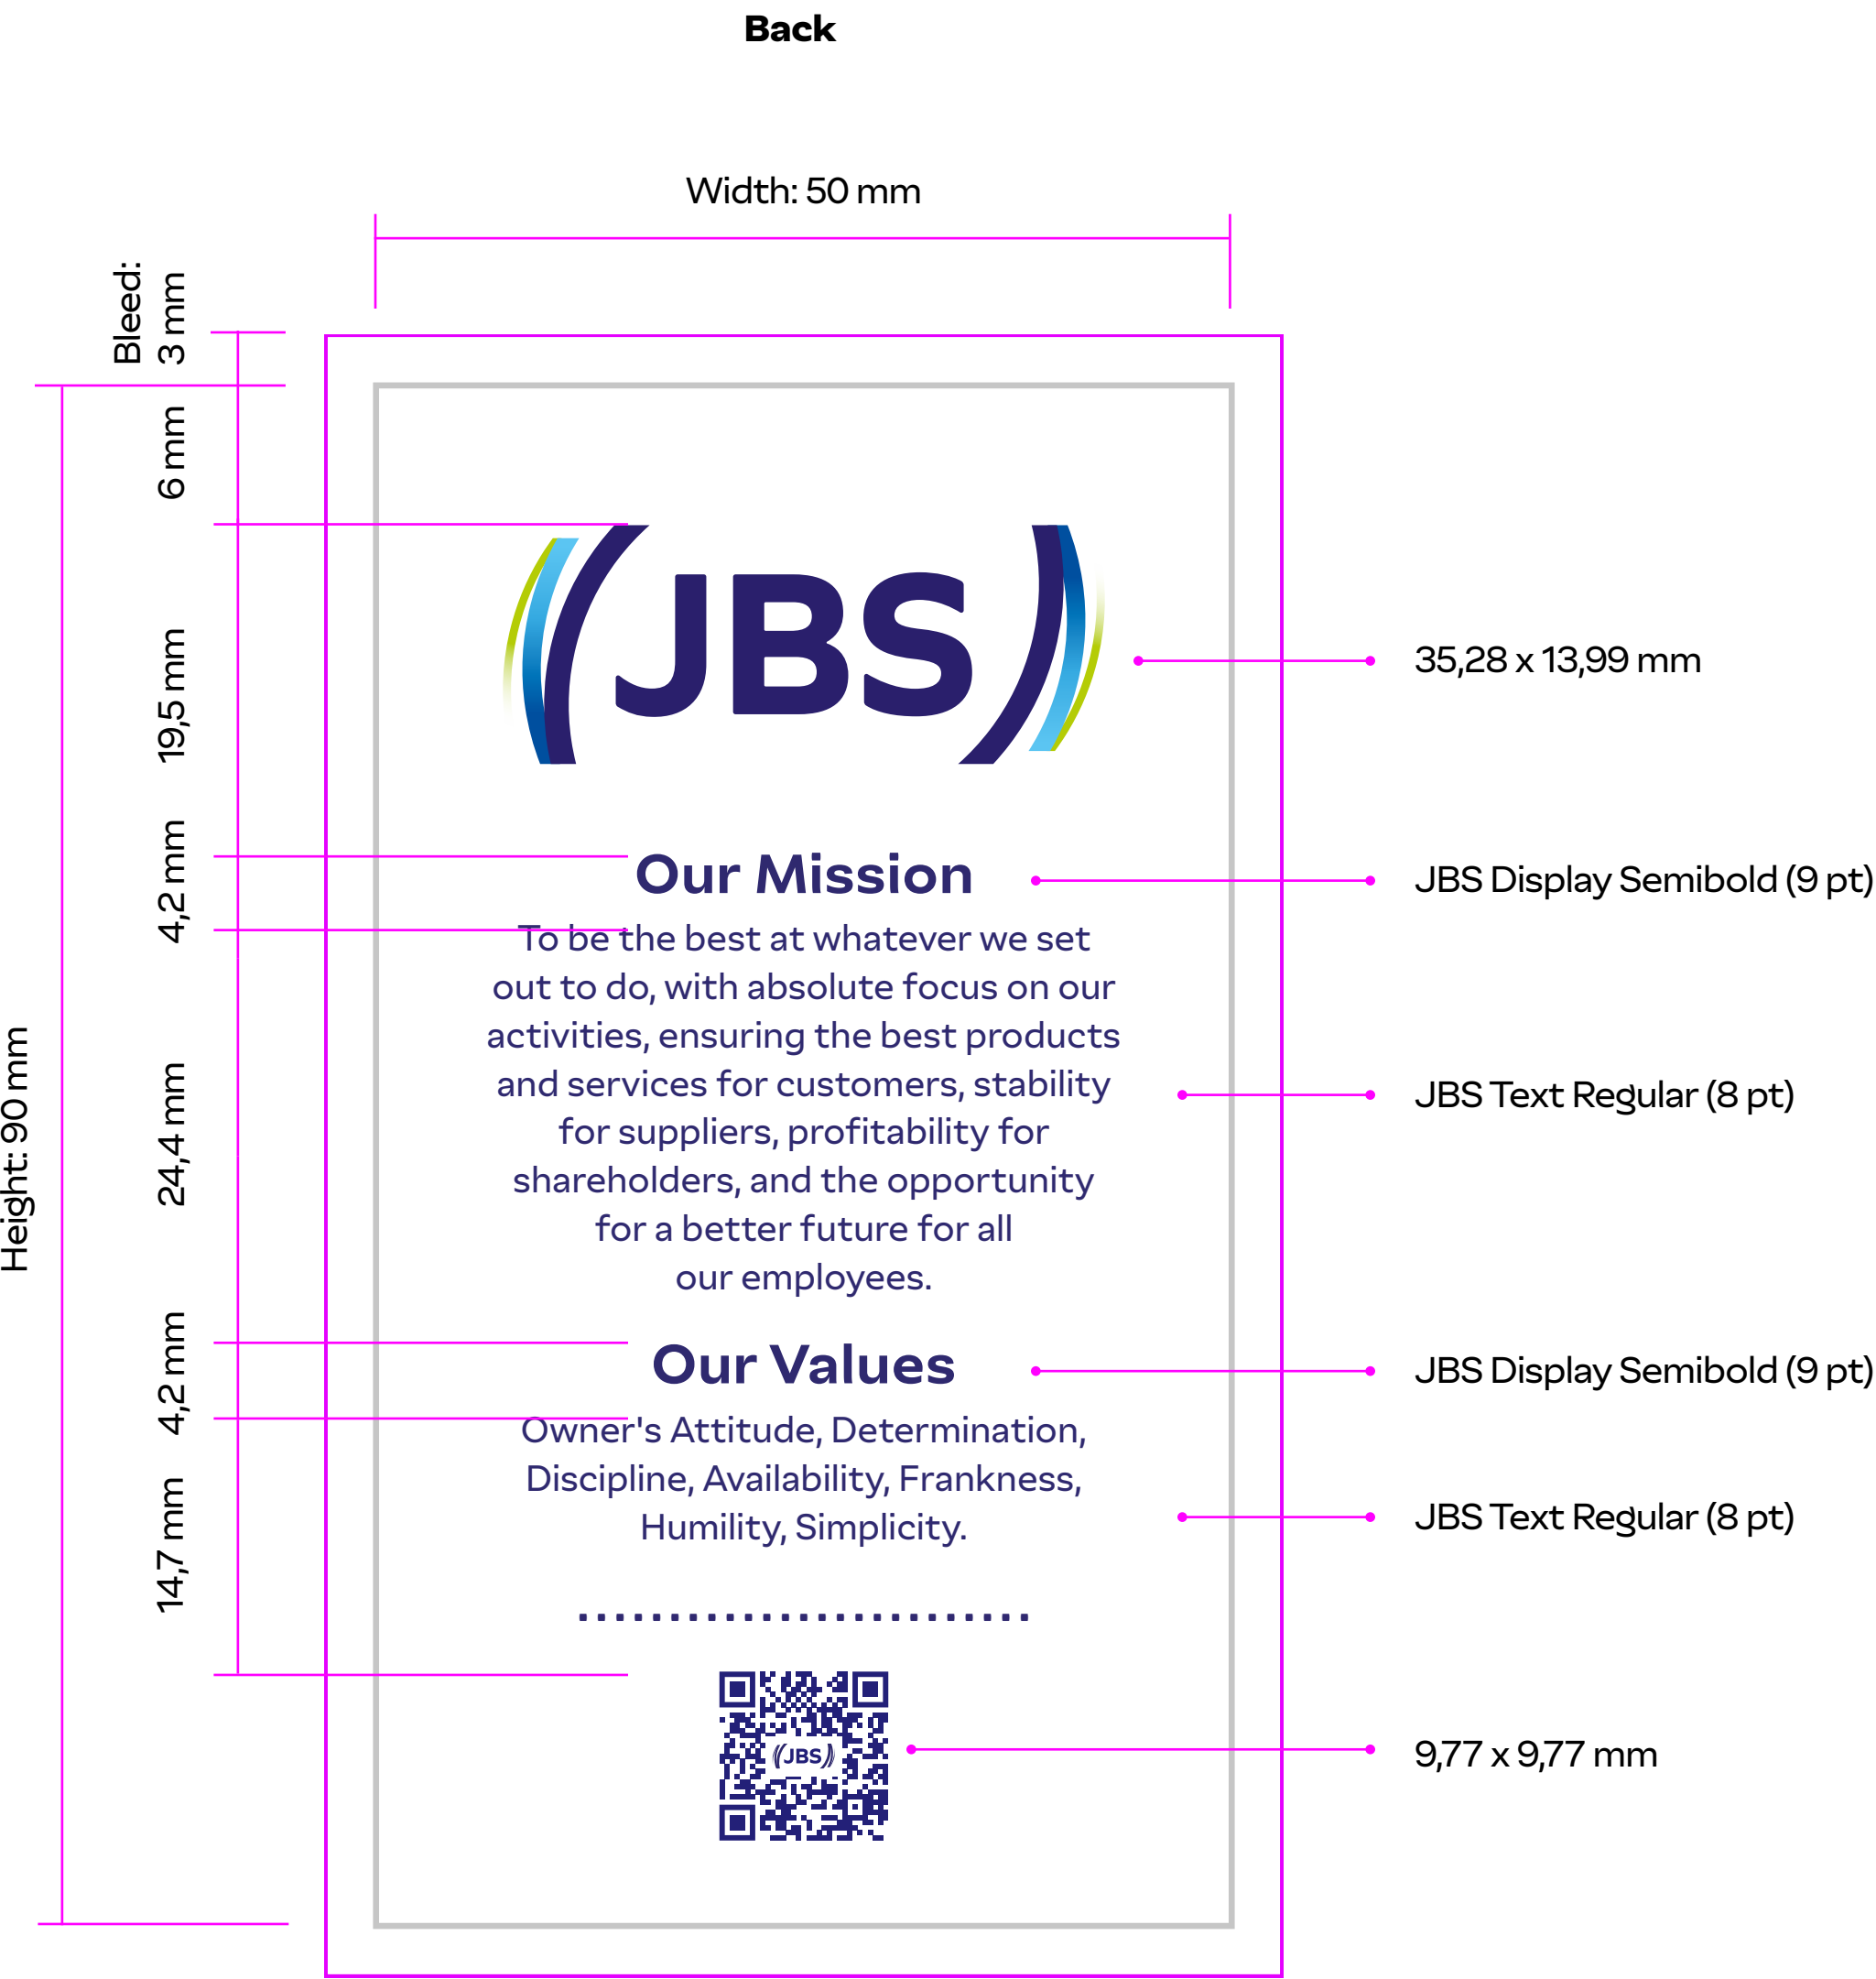 Back
Width: 50 mm
Bleed:
3 mm
6 mm
19,5 mm
4,2 mm
24,4 mm
4,2 mm
14,7 mm
Height: 90 mm
JBS
35,28 x 13,99 mm
Our Mission
JBS Display Semibold (9 pt)
To be the best at whatever we set
out to do, with absolute focus on our
activities, ensuring the best products
and services for customers, stability
for suppliers, profitability for
shareholders, and the opportunity
for a better future for all
our employees.
JBS Text Regular (8 pt)
Our Values
JBS Display Semibold (9 pt)
Owner's Attitude, Determination,
Discipline, Availability, Frankness,
Humility, Simplicity.
JBS Text Regular (8 pt)
JBS
9,77 x 9,77 mm